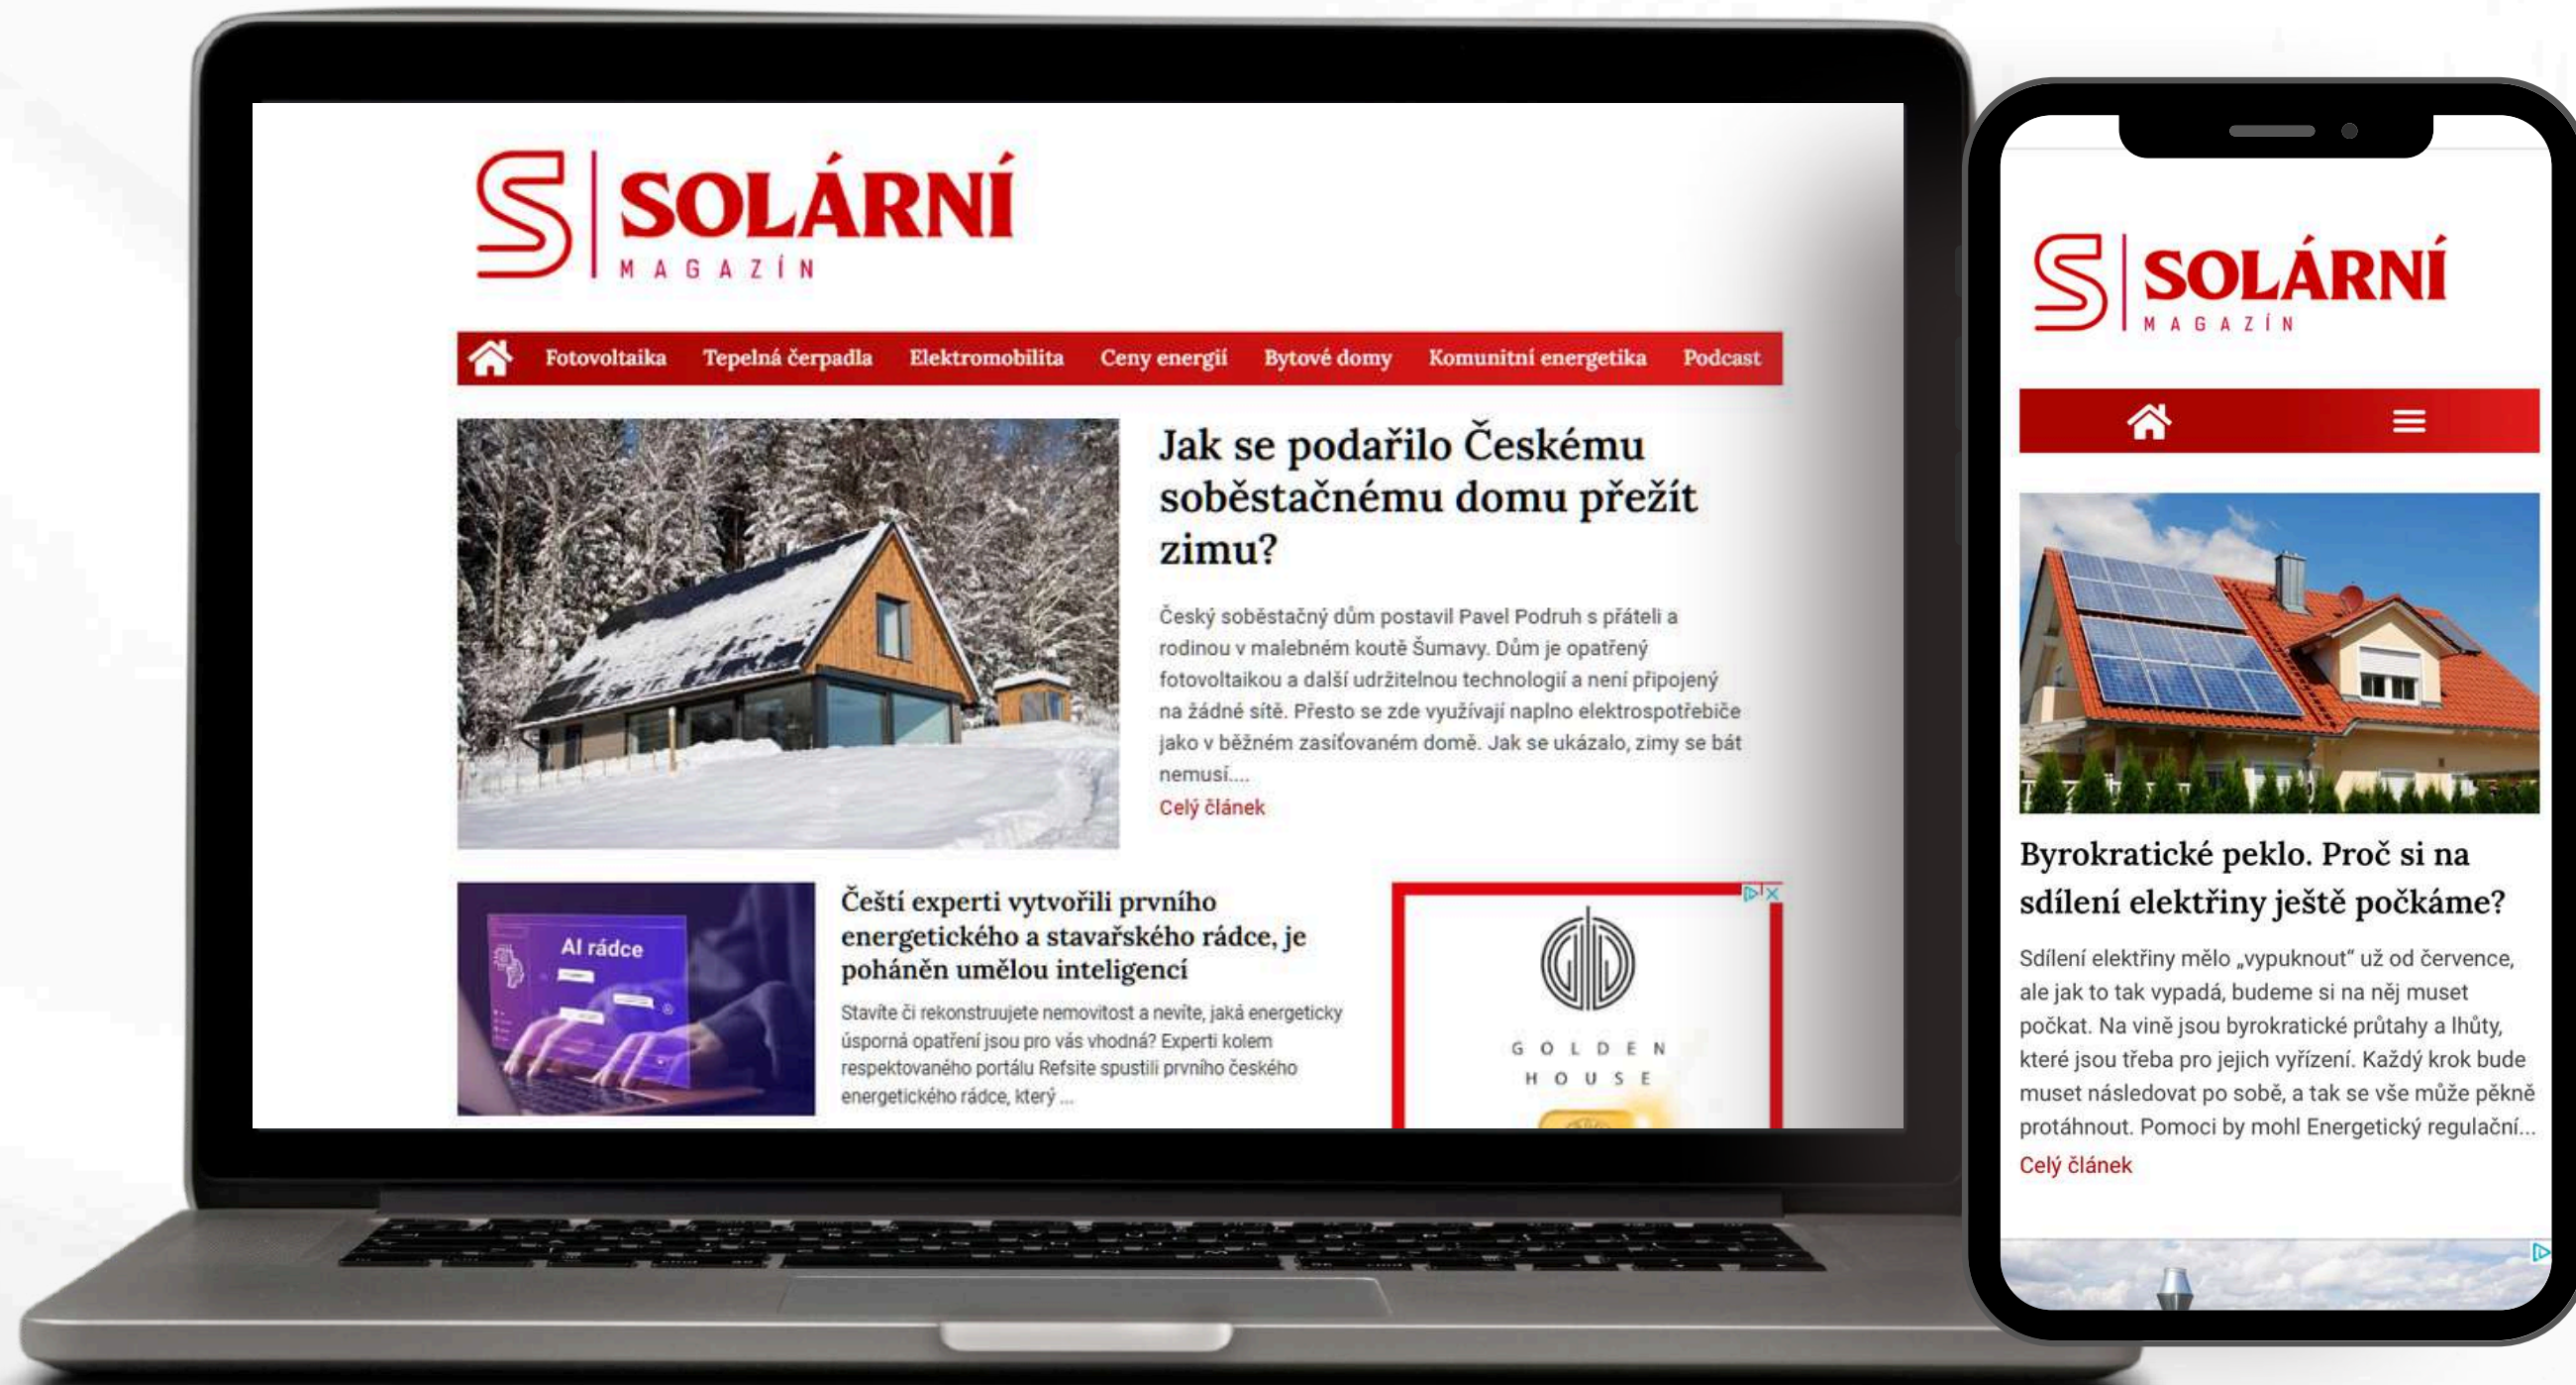 SOLÁRNÍ
MAGAZÍN
Fotovoltaika Tepelná čerpadla Elektromobilita Ceny energií Bytové domy Komunitní energetika Podcast
Jak se podařilo Českému
soběstačnému domu přežít
zimu?
Český soběstačný dům postavil Pavel Podruh s přáteli a
rodinou v malebném koutě Šumavy. Dům je opatřený
fotovoltaikou a další udržitelnou technologií a není připojený
na žádné sítě. Přesto se zde využívají naplno elektrospotřebiče
jako v běžném zasíťovaném domě. Jak se ukázalo, zimy se bát
nemusí....
Celý článek
AI rádce
Čeští experti vytvořili prvního
energetického a stavařského rádce, je
poháněn umělou inteligencí
Stavíte či rekonstruujete nemovitost a nevíte, jaká energeticky
úsporná opatření jsou pro vás vhodná? Experti kolem
respektovaného portálu Refsite spustili prvního českého
energetického rádce, který ...
GOLDEN
HOUSE
SOLÁRNÍ
MAGAZÍN
Byrokratické peklo. Proč si na
sdílení elektřiny ještě počkáme?
Sdílení elektřiny mělo „vypuknout“ už od července,
ale jak to tak vypadá, budeme si na něj muset
počkat. Na vině jsou byrokratické průtahy a lhůty,
které jsou třeba pro jejich vyřízení. Každý krok bude
muset následovat po sobě, a tak se vše může pěkně
protáhnout. Pomoci by mohl Energetický regulační...
Celý článek